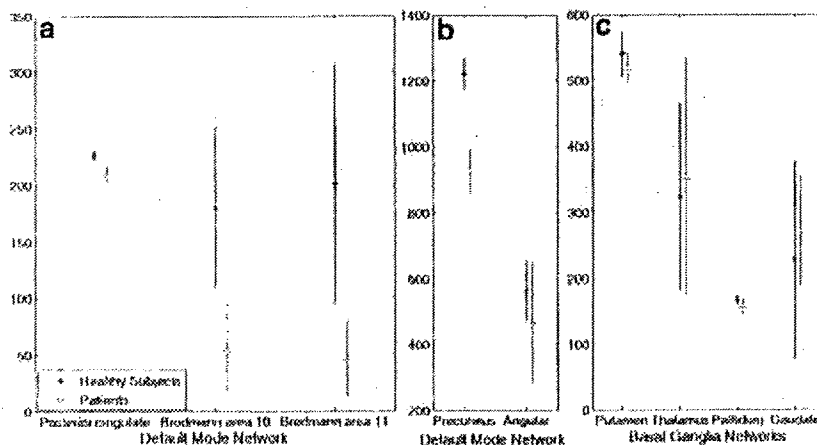 a
350
300
250
200
150
100
50
0
Healthy Subjects
Patients
Posterior cingulate Brodmann area 10 Brodmann area 11
Default Mode Network
b
1400
1200
1000
800
600
400
200
Precuneus Angular
Default Mode Network
c
600
500
400
300
200
100
0
Putamen Thalamus Pallidum Caudate
Basal Ganglia Networks